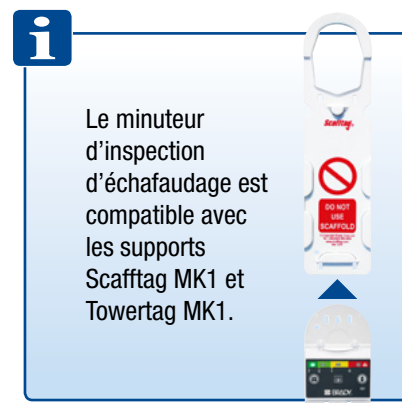 i
Le minuteur
d’inspection
d’échafaudage est
compatible avec
les supports
Scafftag MK1 et
Towertag MK1.
Scafftag.
DO NOT
USE
SCAFFOLD
BRADY